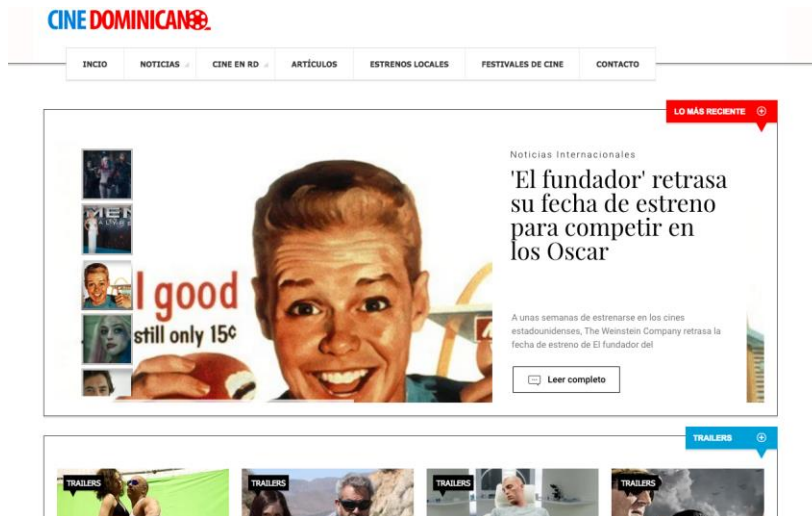 CINE DOMINICANO
INCIO NOTICIAS CINE EN RD ARTÍCULOS ESTRENOS LOCALES FESTIVALES DE CINE CONTACTO
LO MÁS RECIENTE
Noticias Internacionales
'El fundador' retrasa
su fecha de estreno
para competir en
los Oscar
I good
still only 15¢
A unas semanas de estrenarse en los cines
estadounidenses, The Weinstein Company retrasa la
fecha de estreno de El fundador del
Leer completo
TRAILERS
TRAILERS TRAILERS TRAILERS TRAILERS